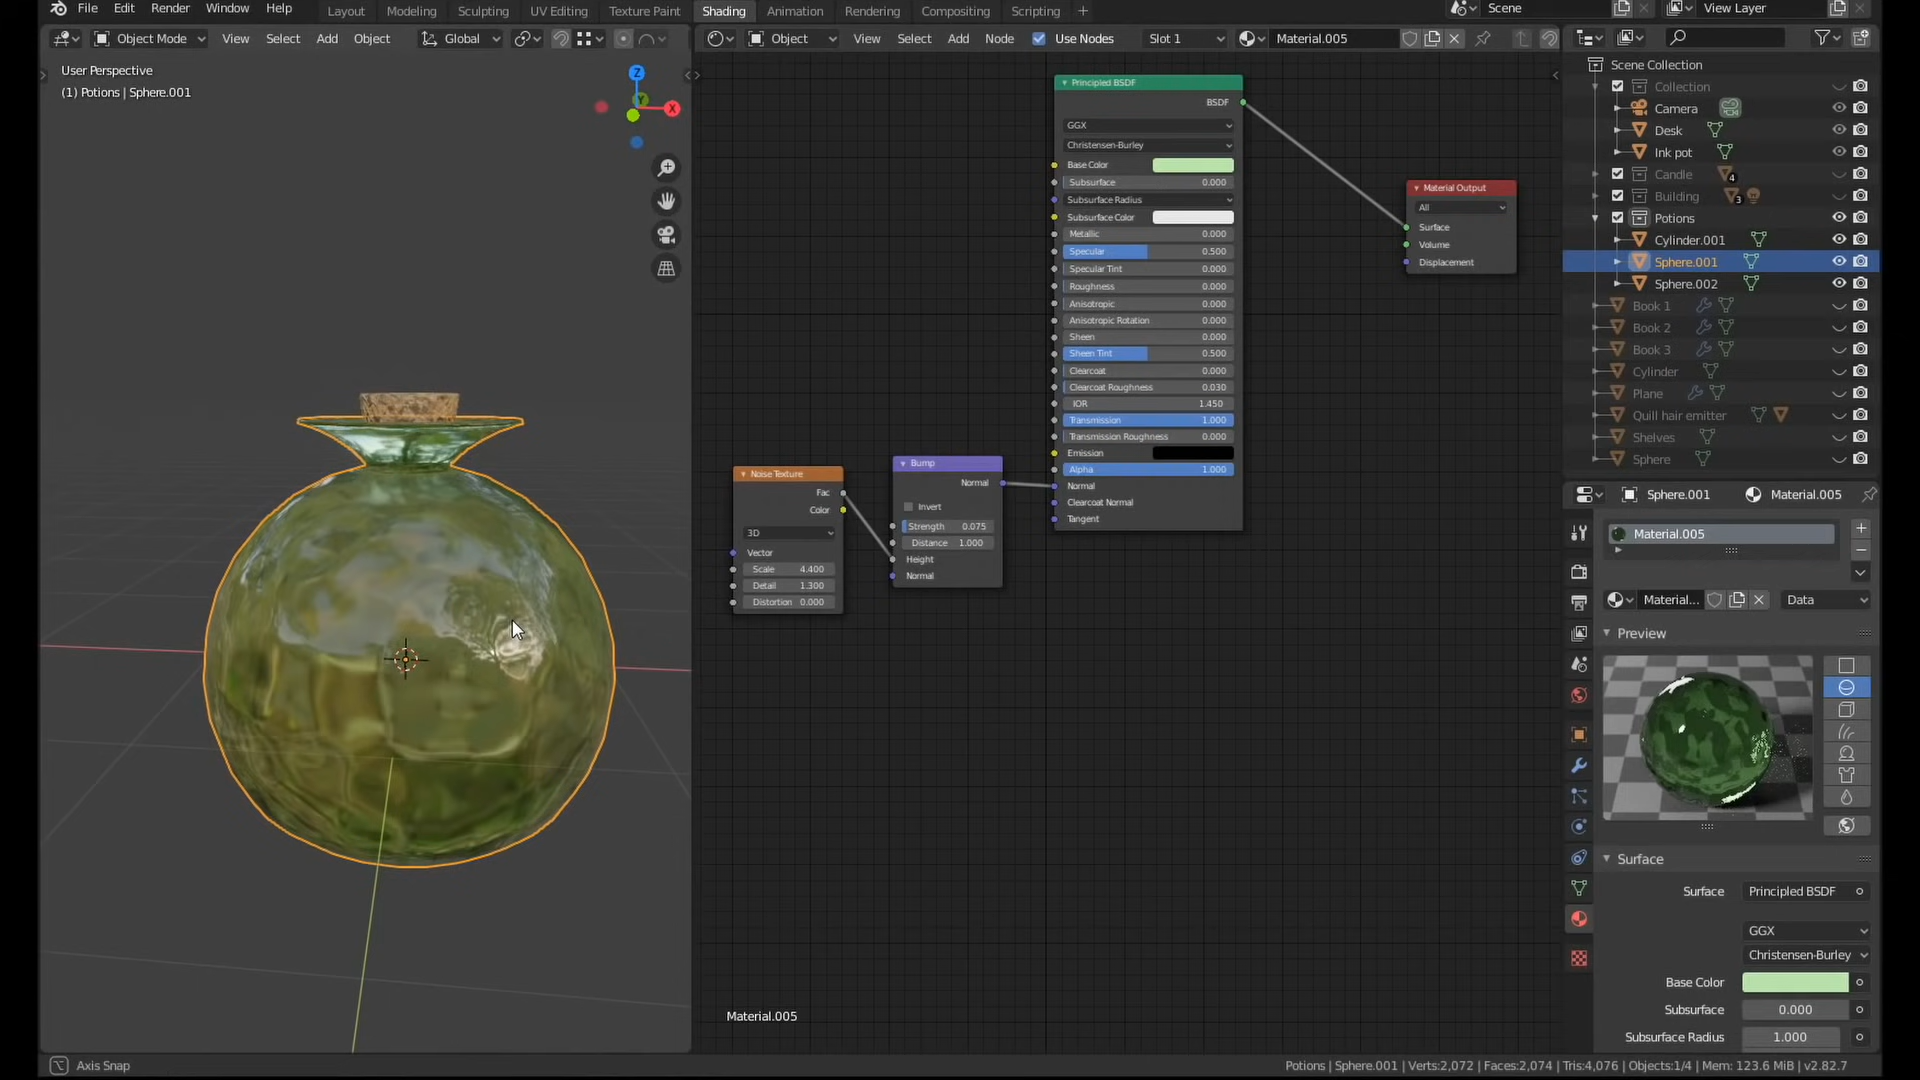 File Edit Render Window Help Layout Modeling Sculpting UV Editing Texture Paint Shading Animation Rendering Compositing Scripting + Scene View Layer
Object Mode View Select Add Object Global Object View Select Add Node Use Nodes Slot 1 Material.005
User Perspective
(1) Potions | Sphere.001
Z
Y
X
Principled BSDF
BSDF
GGX
Christensen-Burley
Base Color
Subsurface 0.000
Subsurface Radius
Subsurface Color
Metallic 0.000
Specular 0.500
Specular Tint 0.000
Roughness 0.000
Anisotropic 0.000
Anisotropic Rotation 0.000
Sheen 0.000
Sheen Tint 0.500
Clearcoat 0.000
Clearcoat Roughness 0.030
IOR 1.450
Transmission 1.000
Transmission Roughness 0.000
Emission
Alpha 1.000
Normal
Clearcoat Normal
Tangent
Material Output
All
Surface
Volume
Displacement
Noise Texture
Fac
Color
3D
Vector
Scale 4.400
Detail 1.300
Distortion 0.000
Bump
Normal
Invert
Strength 0.075
Distance 1.000
Height
Normal
Material.005
Scene Collection
Collection
Camera
Desk
Ink pot
Candle 4
Building 3
Potions
Cylinder.001
Sphere.001
Sphere.002
Book 1
Book 2
Book 3
Cylinder
Plane
Quill hair emitter
Shelves
Sphere
Sphere.001 Material.005
Material.005
Material... Data
Preview
Surface
Surface Principled BSDF
GGX
Christensen-Burley
Base Color
Subsurface 0.000
Subsurface Radius 1.000
Axis Snap
Potions | Sphere.001 | Verts:2,072 | Faces:2,074 | Tris:4,076 | Objects:1/4 | Mem: 123.6 MiB | v2.82.7